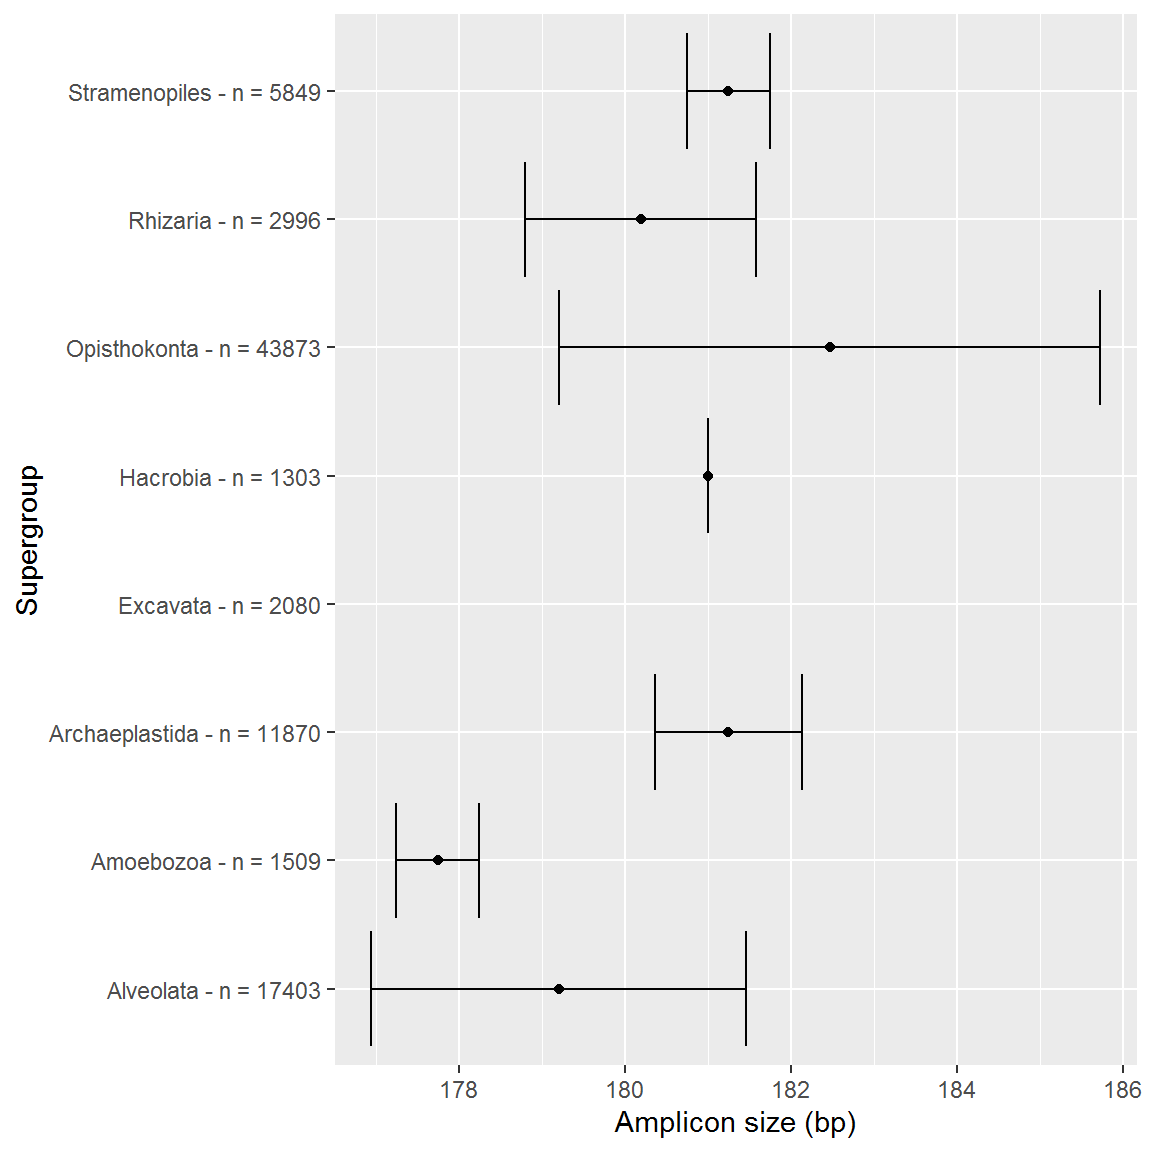 Stramenopiles - n = 5849
Rhizaria - n = 2996
Opisthokonta - n = 43873
Hacrobia - n = 1303
Excavata - n = 2080
Archaeplastida - n = 11870
Amoebozoa - n = 1509
Alveolata - n = 17403
Supergroup
178 180 182 184 186
Amplicon size (bp)